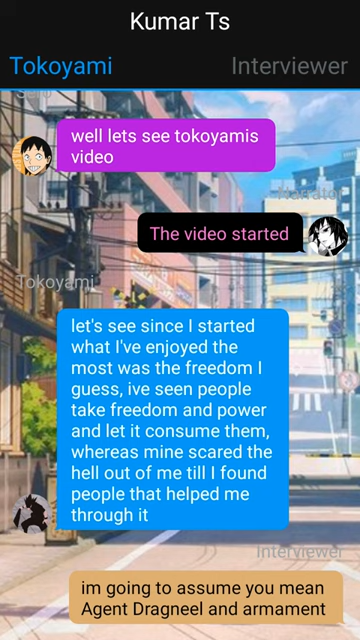 Kumar Ts
Tokoyami
Interviewer
well lets see tokoyamis
video
Narrator
The video started
Tokoyami
let's see since I started
what I've enjoyed the
most was the freedom I
guess, ive seen people
take freedom and power
and let it consume them,
whereas mine scared the
hell out of me till I found
people that helped me
through it
Interviewer
im going to assume you mean
Agent Dragneel and armament